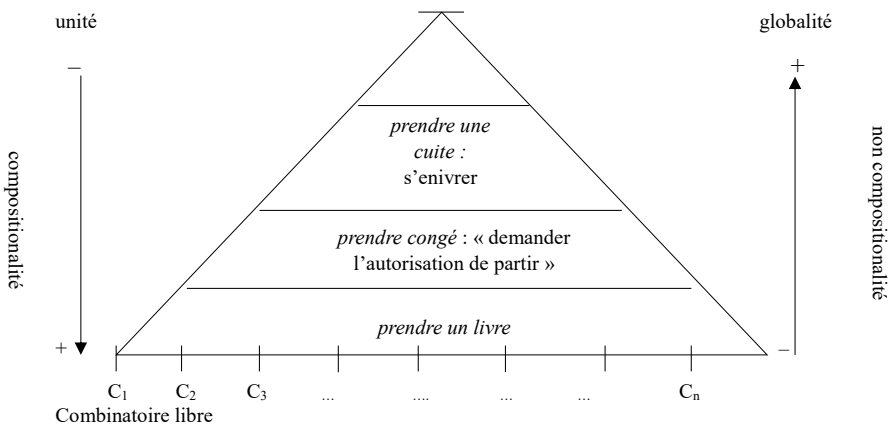 unité
globalité
–
+
prendre une
cuite :
s’enivrer
compositionalité
non compositionalité
prendre congé : « demander
l’autorisation de partir »
prendre un livre
+
–
C1 C2 C3 ... .... ... ... Cn
Combinatoire libre